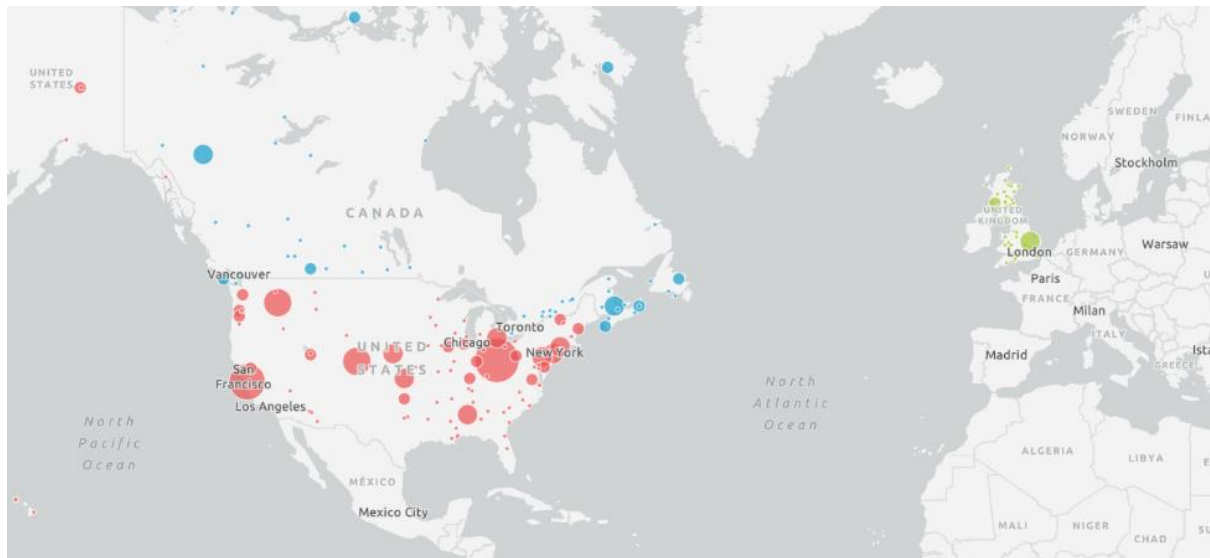 UNITED
STATES
CANADA
Vancouver
Toronto
Chicago
UNITED
STATES
New York
San
Francisco
Los Angeles
North
Pacific
Ocean
MÉXICO
Mexico City
North
Atlantic
Ocean
SWEDEN
FINLA
NORWAY
Stockholm
UNITED
KINGDOM
London
GERMANY
Warsaw
Paris
U
FRANCE
Milan
ITALY
Madrid
Ista
GREECE
ALGERIA
LIBYA
E
MALI
NIGER
CHAD
SU